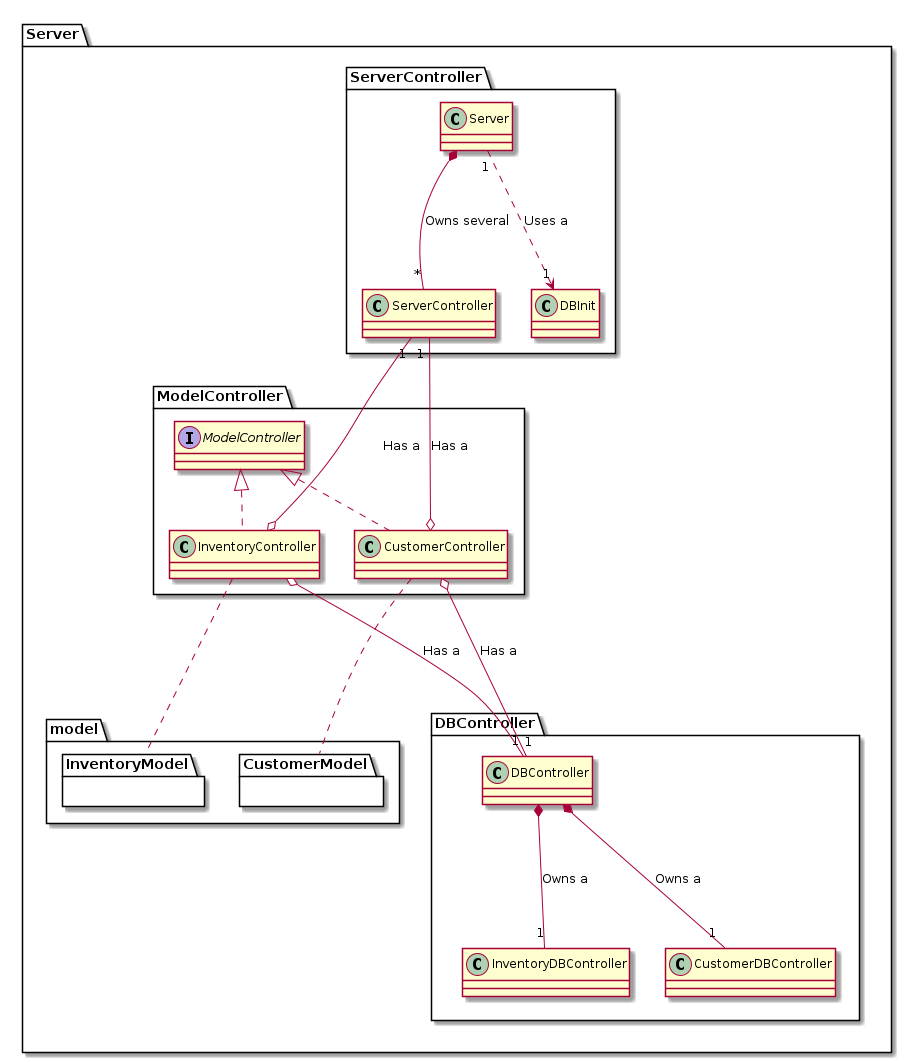 Server
ServerController
C Server
1
Owns several
Uses a
*
1
C ServerController
C DBInit
1
1
ModelController
I ModelController
Has a
Has a
C InventoryController
C CustomerController
Has a
Has a
model
DBController
InventoryModel
CustomerModel
1
1
C DBController
Owns a
Owns a
1
1
C InventoryDBController
C CustomerDBController